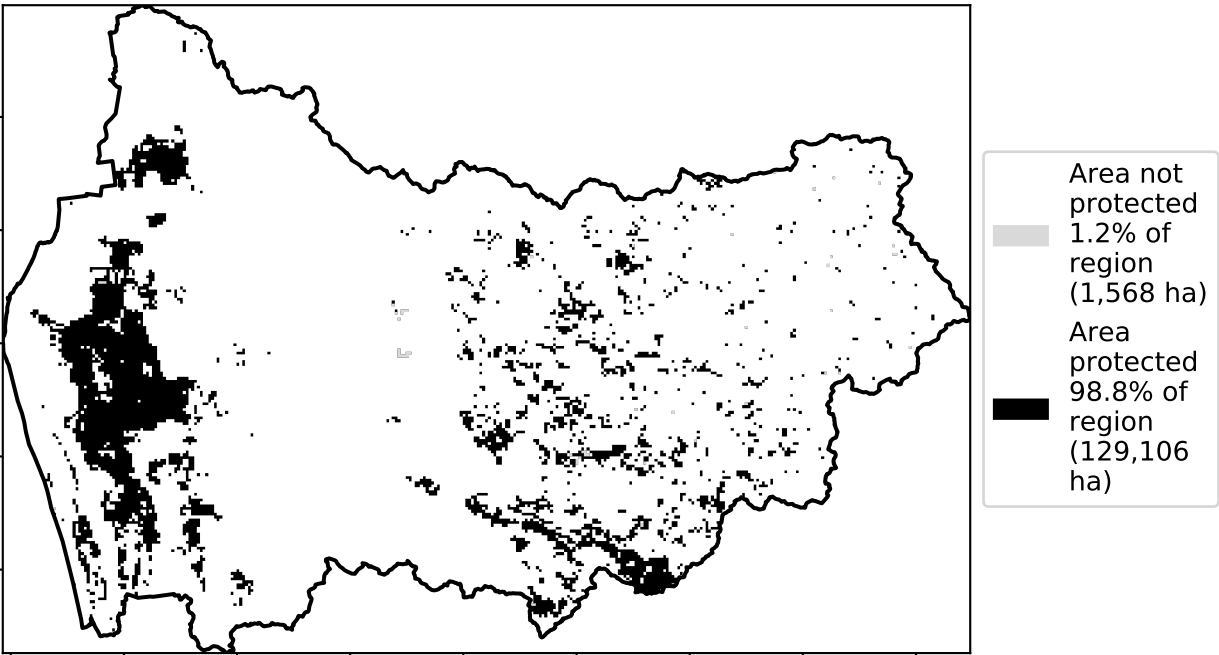 Area not
protected
1.2% of
region
(1,568 ha)
Area
protected
98.8% of
region
(129,106
ha)